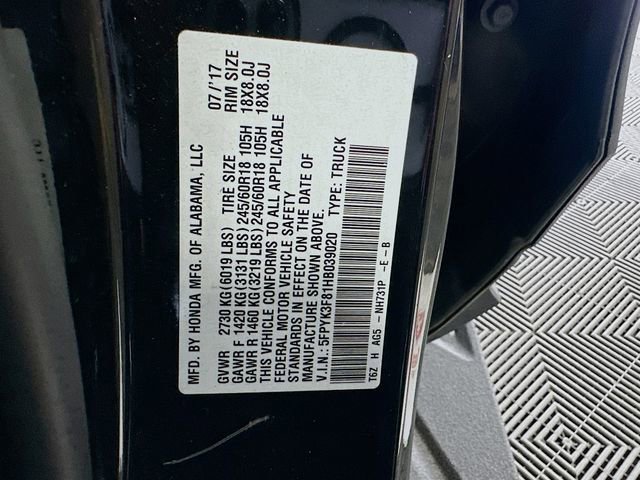 MFD. BY HONDA MFG. OF ALABAMA, LLC 07/'17
GVWR 2730 KG(6019 LBS) TIRE SIZE RIM SIZE
GAWR F 1420 KG(3131 LBS) 245/60R18 105H 18X8.0J
GAWR R 1460 KG(3219 LBS) 245/60R18 105H 18X8.0J
THIS VEHICLE CONFORMS TO ALL APPLICABLE
FEDERAL MOTOR VEHICLE SAFETY
STANDARDS IN EFFECT ON THE DATE OF
MANUFACTURE SHOWN ABOVE.
V.I.N.: 5FPYK3F81HB039020 TYPE: TRUCK
T6Z H AG5 - NH731P -E-B